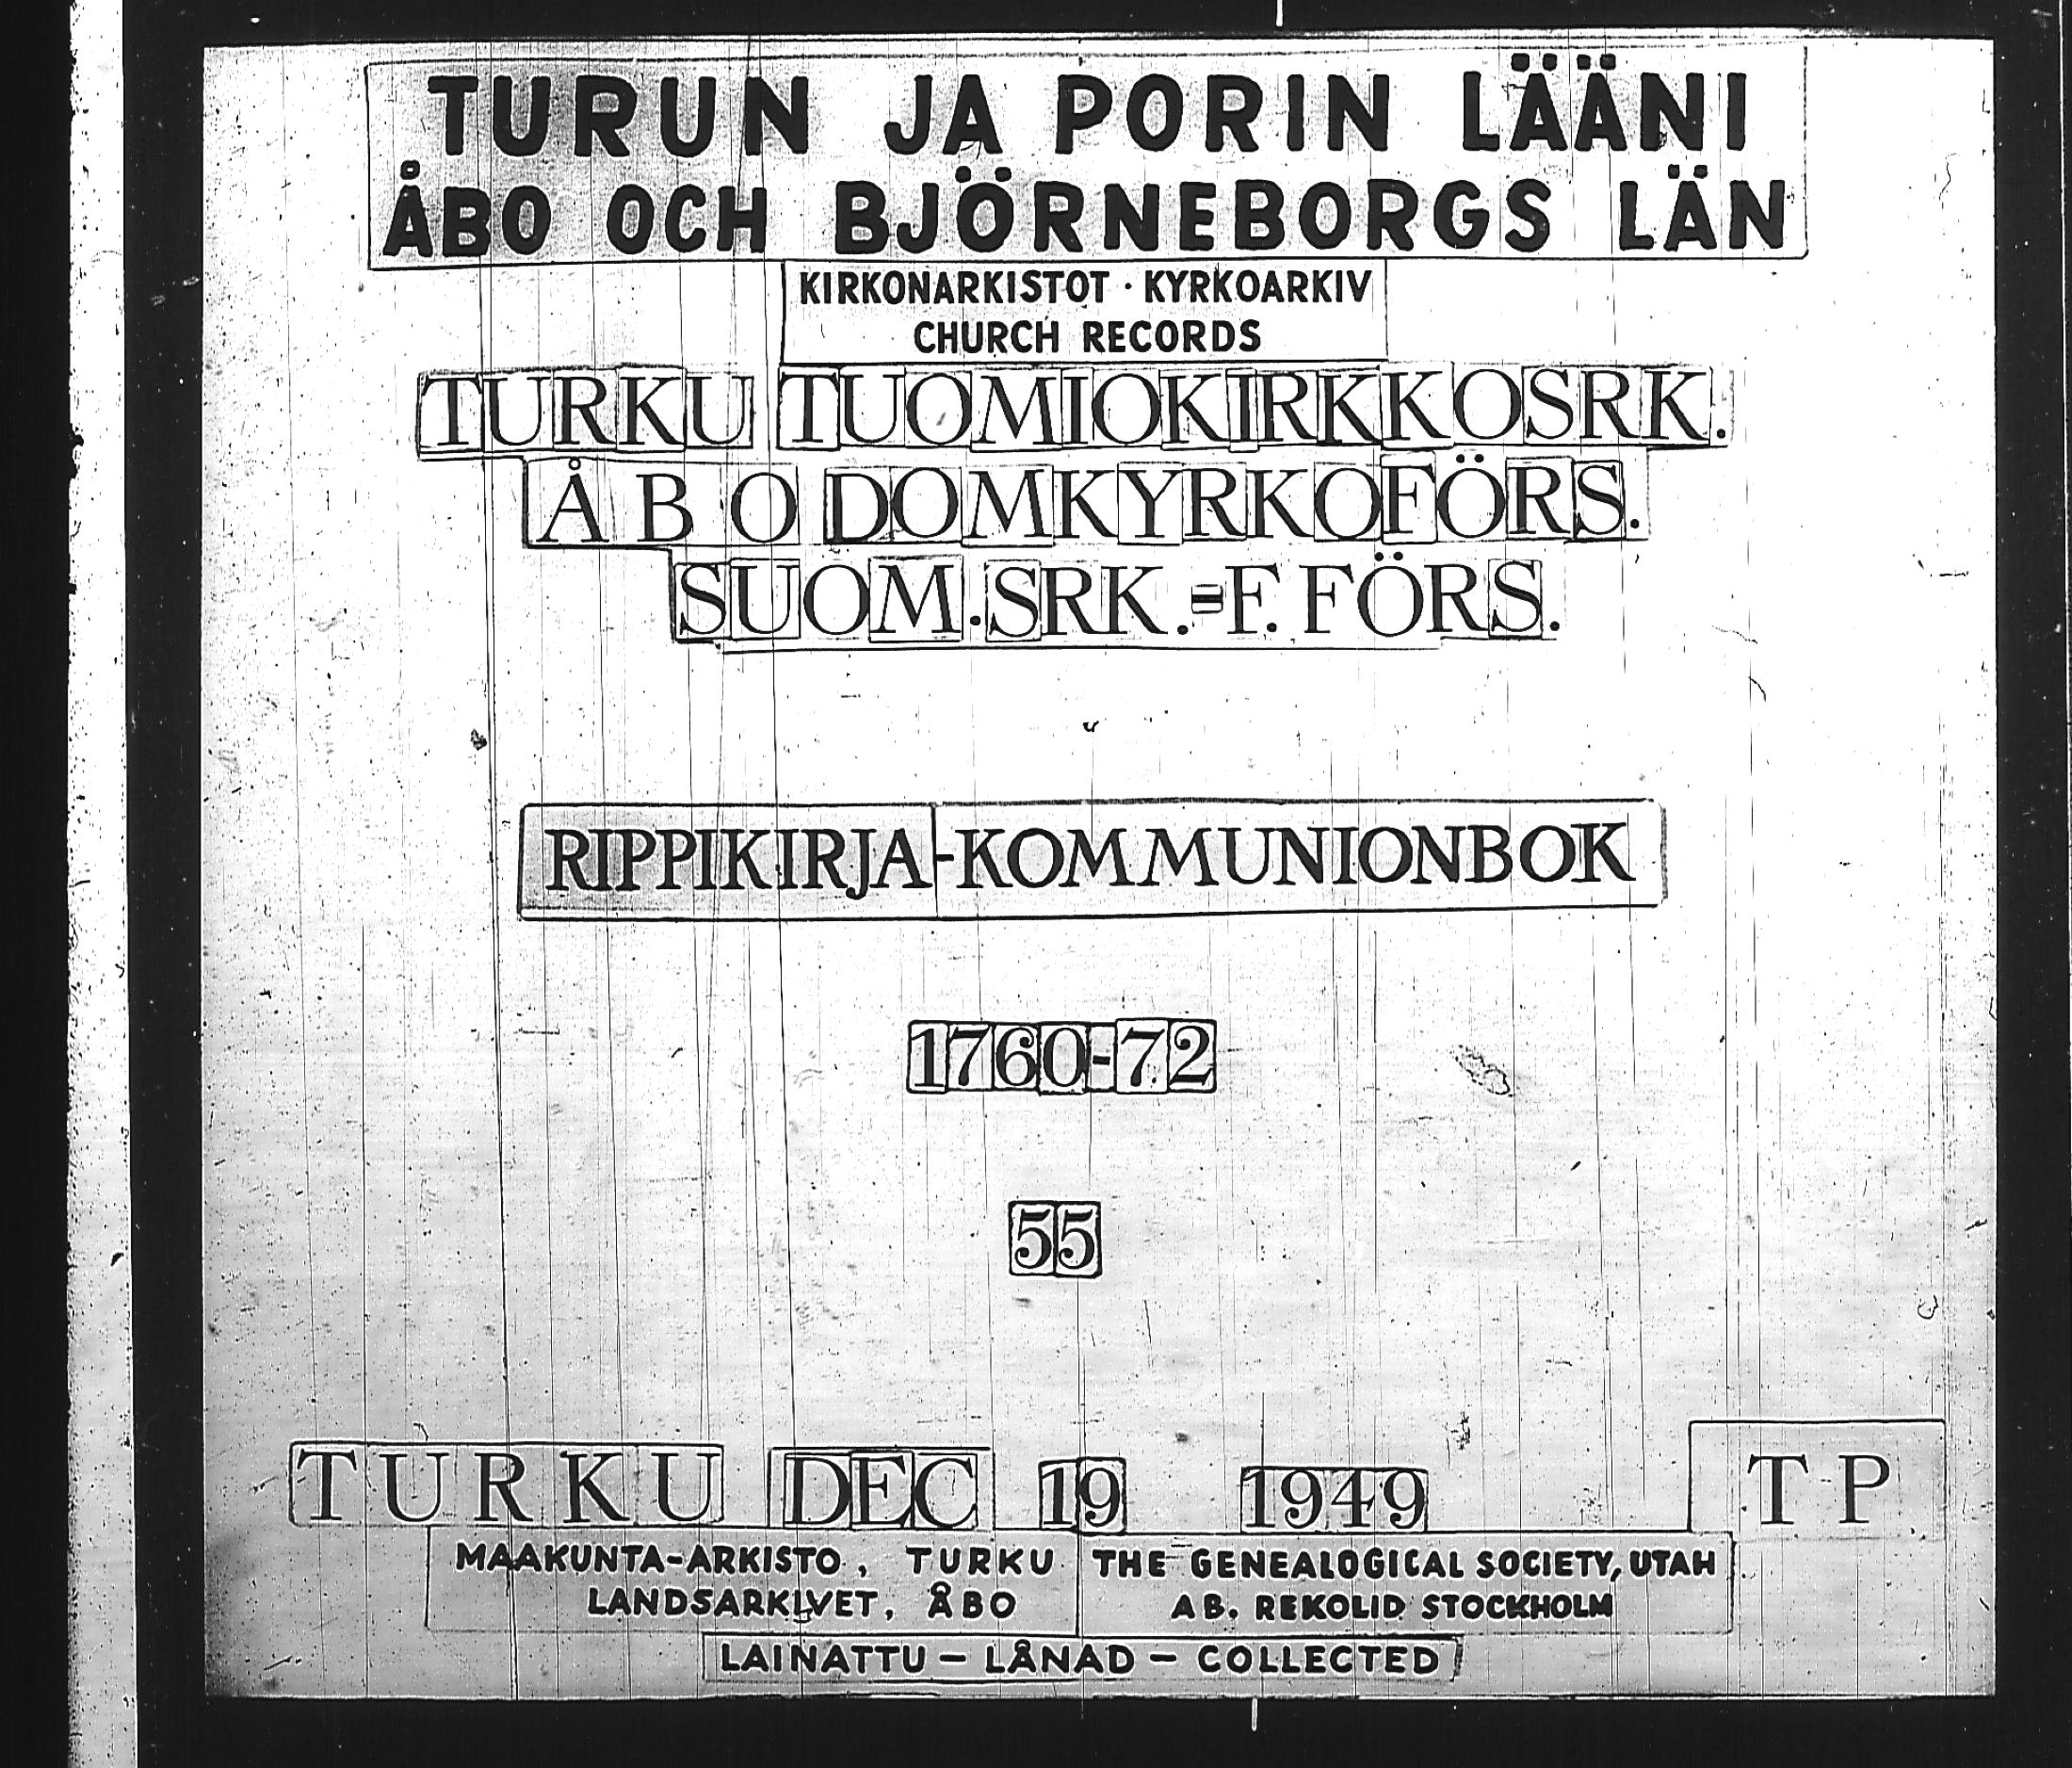 TURUN JA PORIN LÄÄNI
ÅBO OCH BJÖRNEBORGS LÄN
KIRKONARKISTOT · KYRKOARKIV
CHURCH RECORDS
TURKU TUOMIOKIRKKOSRK.
ÅBO DOMKYRKOFÖRS.
SUOM. SRK. = F. FÖRS.
RIPPIKIRJA-KOMMUNIONBOK
1760-72
55
TURKU DEC 19 1949 TP
MAAKUNTA-ARKISTO, TURKU THE GENEALOGICAL SOCIETY, UTAH
LANDSARKIVET, ÅBO AB. REKOLID STOCKHOLM
LAINATTU – LÅNAD – COLLECTED